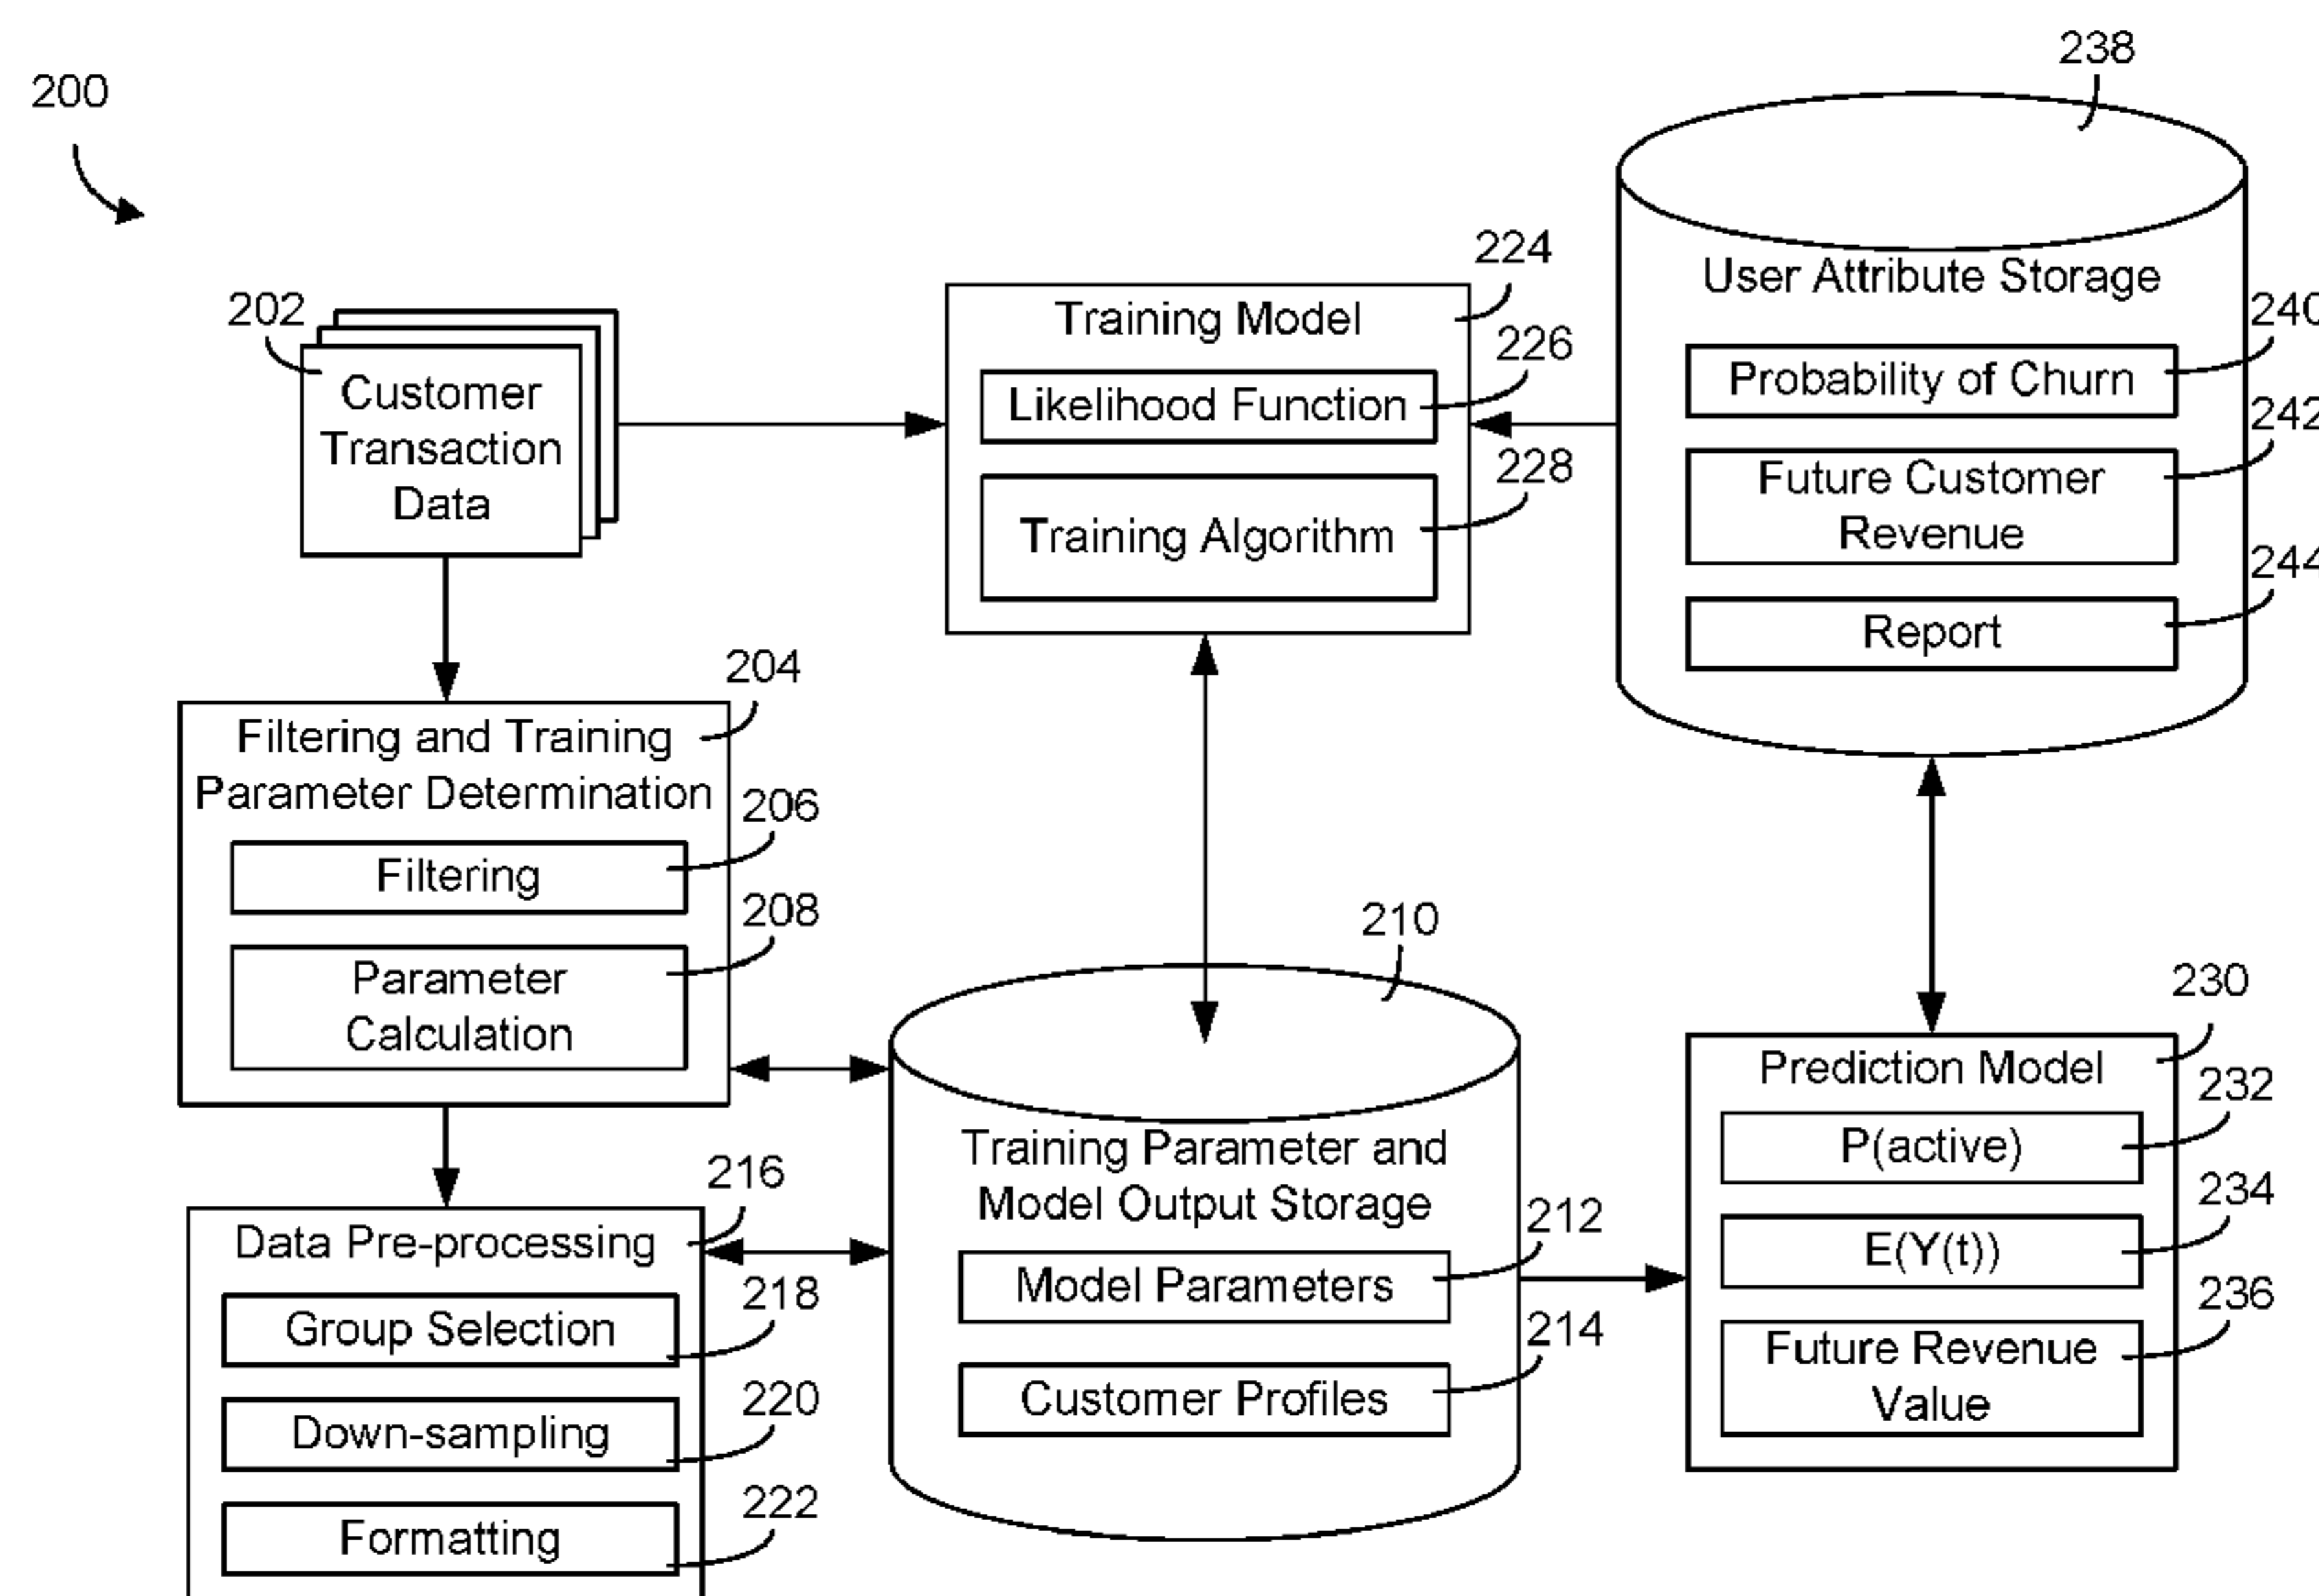 200
202
Customer
Transaction
Data
204
Filtering and Training
Parameter Determination
206
Filtering
208
Parameter
Calculation
216
Data Pre-processing
218
Group Selection
220
Down-sampling
222
Formatting
224
Training Model
226
Likelihood Function
228
Training Algorithm
210
Training Parameter and
Model Output Storage
212
Model Parameters
214
Customer Profiles
238
User Attribute Storage
240
Probability of Churn
242
Future Customer
Revenue
244
Report
230
Prediction Model
232
P(active)
234
E(Y(t))
236
Future Revenue
Value